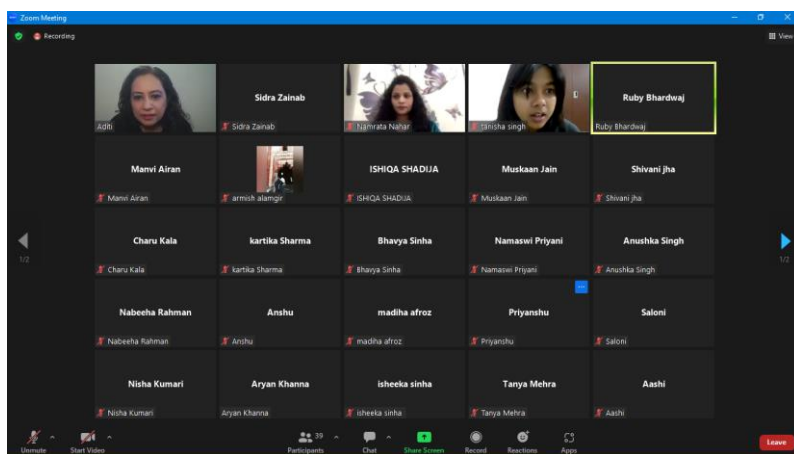 Zoom Meeting
Recording
View
Aditi
Sidra Zainab
Sidra Zainab
Namrata Nahar
tanisha singh
Ruby Bhardwaj
Ruby Bhardwaj
Manvi Airan
Manvi Airan
armish alamgir
ISHIQA SHADIJA
ISHIQA SHADIJA
Muskaan Jain
Muskaan Jain
Shivani jha
Shivani jha
1/2
Charu Kala
Charu Kala
kartika Sharma
kartika Sharma
Bhavya Sinha
Bhavya Sinha
Namaswi Priyani
Namaswi Priyani
Anushka Singh
Anushka Singh
1/2
Nabeeha Rahman
Nabeeha Rahman
Anshu
Anshu
madiha afroz
madiha afroz
Priyanshu
Priyanshu
Saloni
Saloni
Nisha Kumari
Nisha Kumari
Aryan Khanna
Aryan Khanna
isheeka sinha
isheeka sinha
Tanya Mehra
Tanya Mehra
Aashi
Aashi
Unmute
Start Video
39
Participants
Chat
Share Screen
Record
Reactions
Apps
Leave